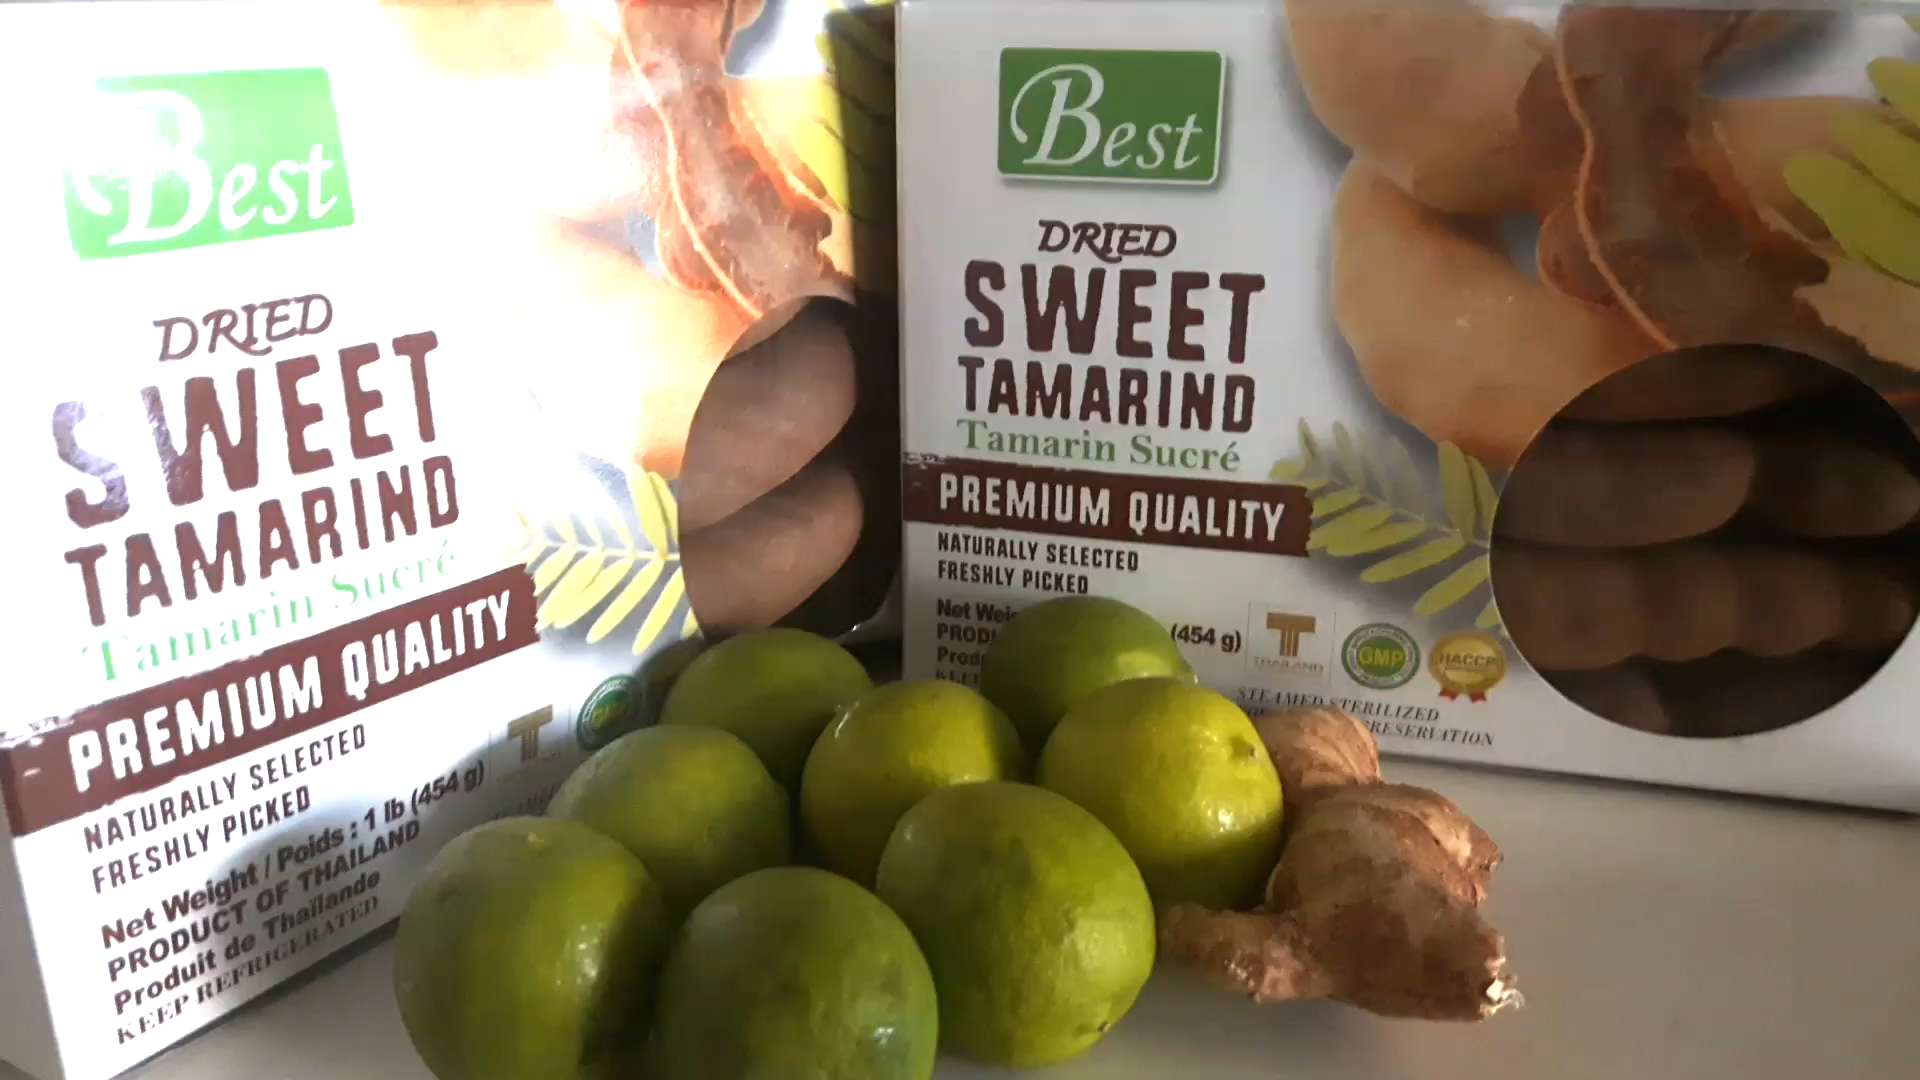 Best
DRIED
SWEET
TAMARIND
Tamarin Sucré
PREMIUM QUALITY
NATURALLY SELECTED
FRESHLY PICKED
Net Weight / Poids : 1 lb (454 g)
PRODUCT OF THAILAND
Produit de Thaïlande
KEEP REFRIGERATED
Best
DRIED
SWEET
TAMARIND
Tamarin Sucré
PREMIUM QUALITY
NATURALLY SELECTED
FRESHLY PICKED
Net (454 g)
THAILAND
GMP
HACCP
STEAMED STERILIZED